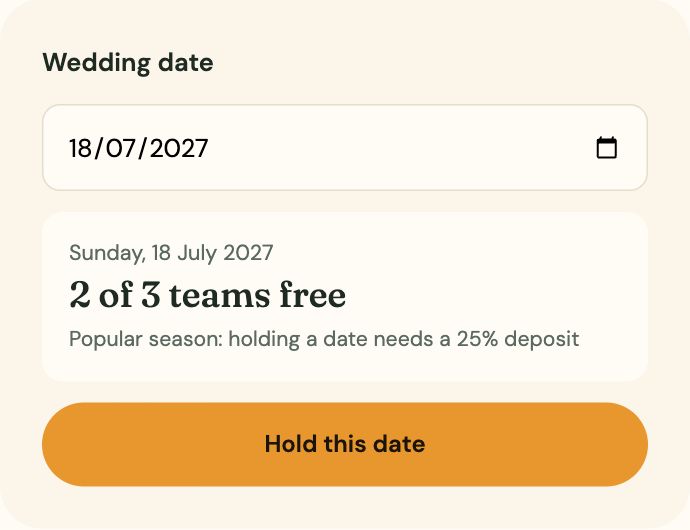 Wedding date
18/07/2027
Sunday, 18 July 2027
2 of 3 teams free
Popular season: holding a date needs a 25% deposit
Hold this date